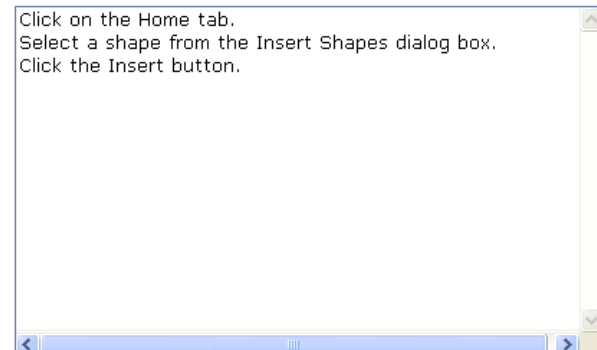 Click on the Home tab.
Select a shape from the Insert Shapes dialog box.
Click the Insert button.